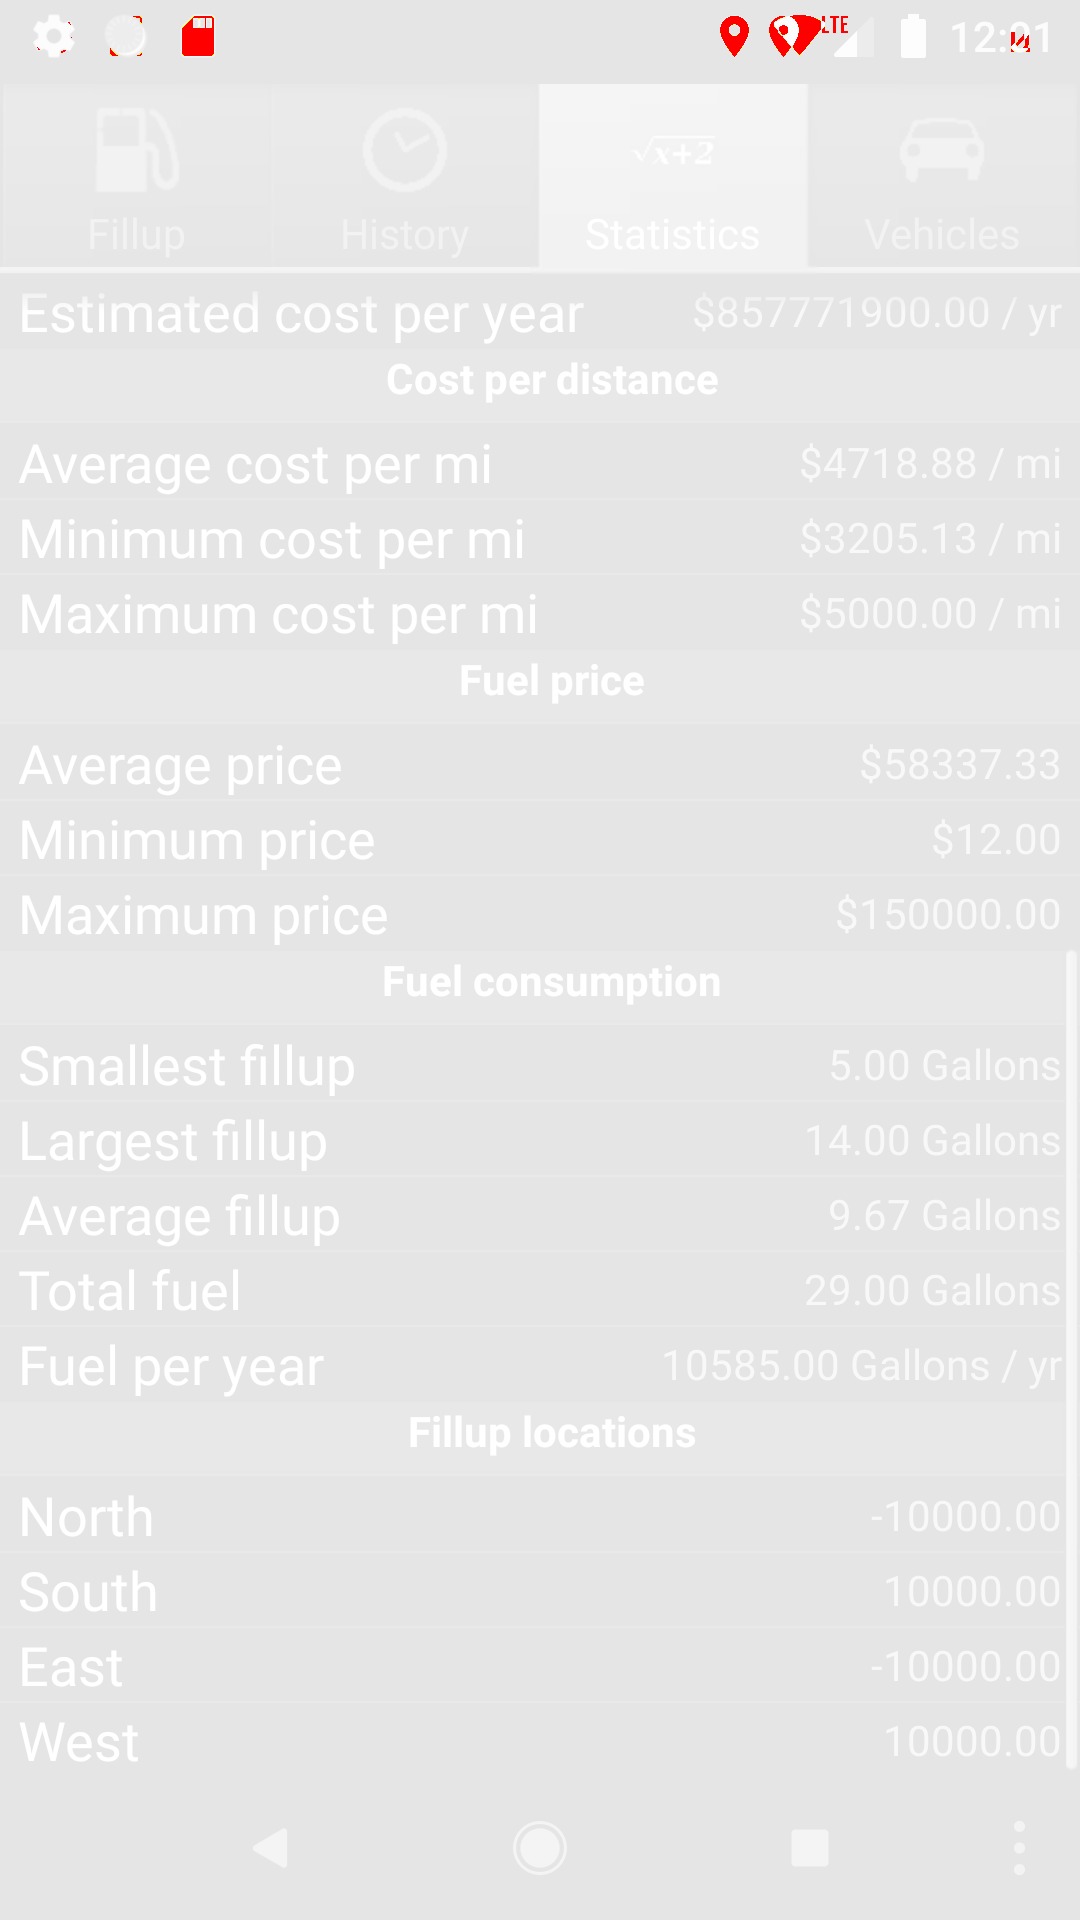 LTE
Fillup History √x+2 Statistics Vehicles
Estimated cost per year $857771900.00 / yr
Cost per distance
Average cost per mi $4718.88 / mi
Minimum cost per mi $3205.13 / mi
Maximum cost per mi $5000.00 / mi
Fuel price
Average price $58337.33
Minimum price $12.00
Maximum price $150000.00
Fuel consumption
Smallest fillup 5.00 Gallons
Largest fillup 14.00 Gallons
Average fillup 9.67 Gallons
Total fuel 29.00 Gallons
Fuel per year 10585.00 Gallons / yr
Fillup locations
North -10000.00
South 10000.00
East -10000.00
West 10000.00